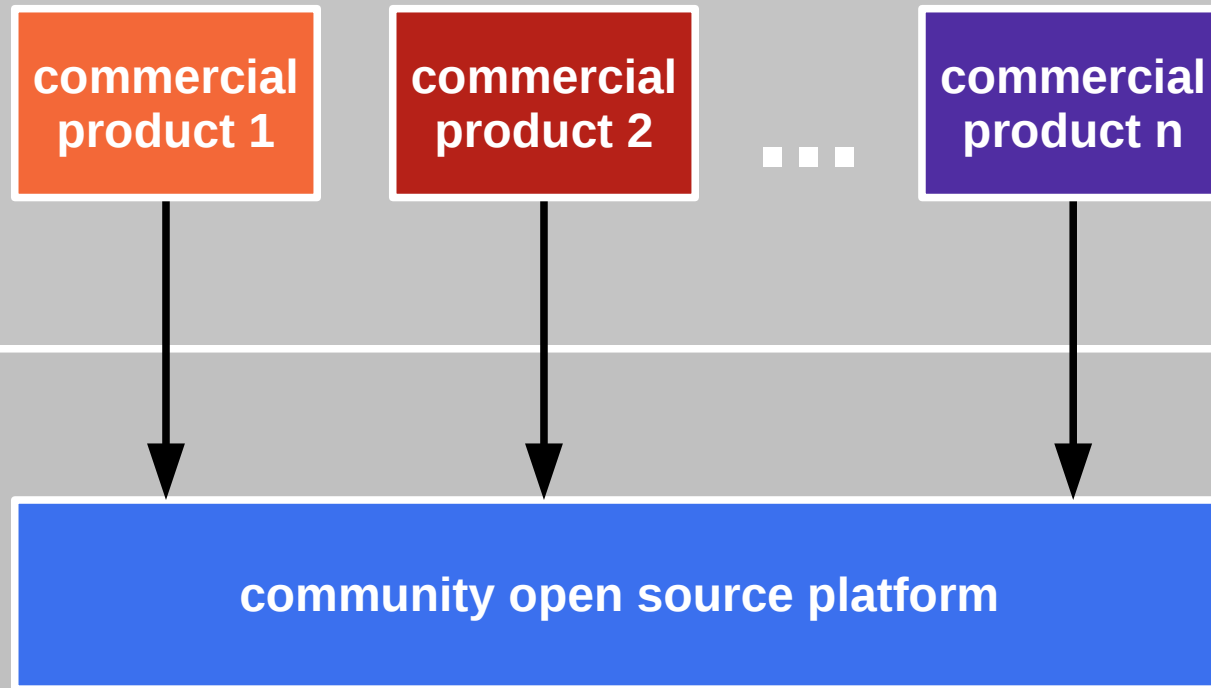 commercial
product 1
commercial
product 2
...
commercial
product n
community open source platform